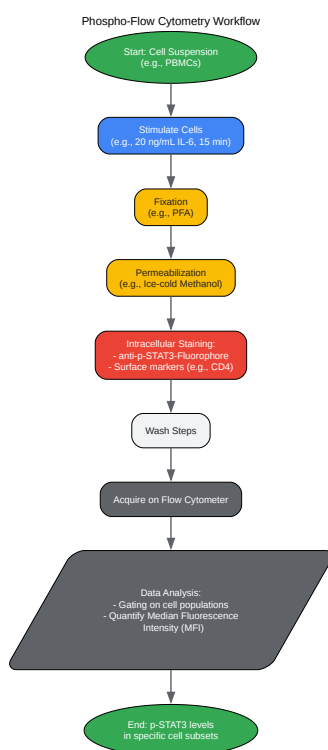 Phospho-Flow Cytometry Workflow
Start: Cell Suspension
(e.g., PBMCs)
Stimulate Cells
(e.g., 20 ng/mL IL-6, 15 min)
Fixation
(e.g., PFA)
Permeabilization
(e.g., Ice-cold Methanol)
Intracellular Staining:
- anti-p-STAT3-Fluorophore
- Surface markers (e.g., CD4)
Wash Steps
Acquire on Flow Cytometer
Data Analysis:
- Gating on cell populations
- Quantify Median Fluorescence
Intensity (MFI)
End: p-STAT3 levels
in specific cell subsets